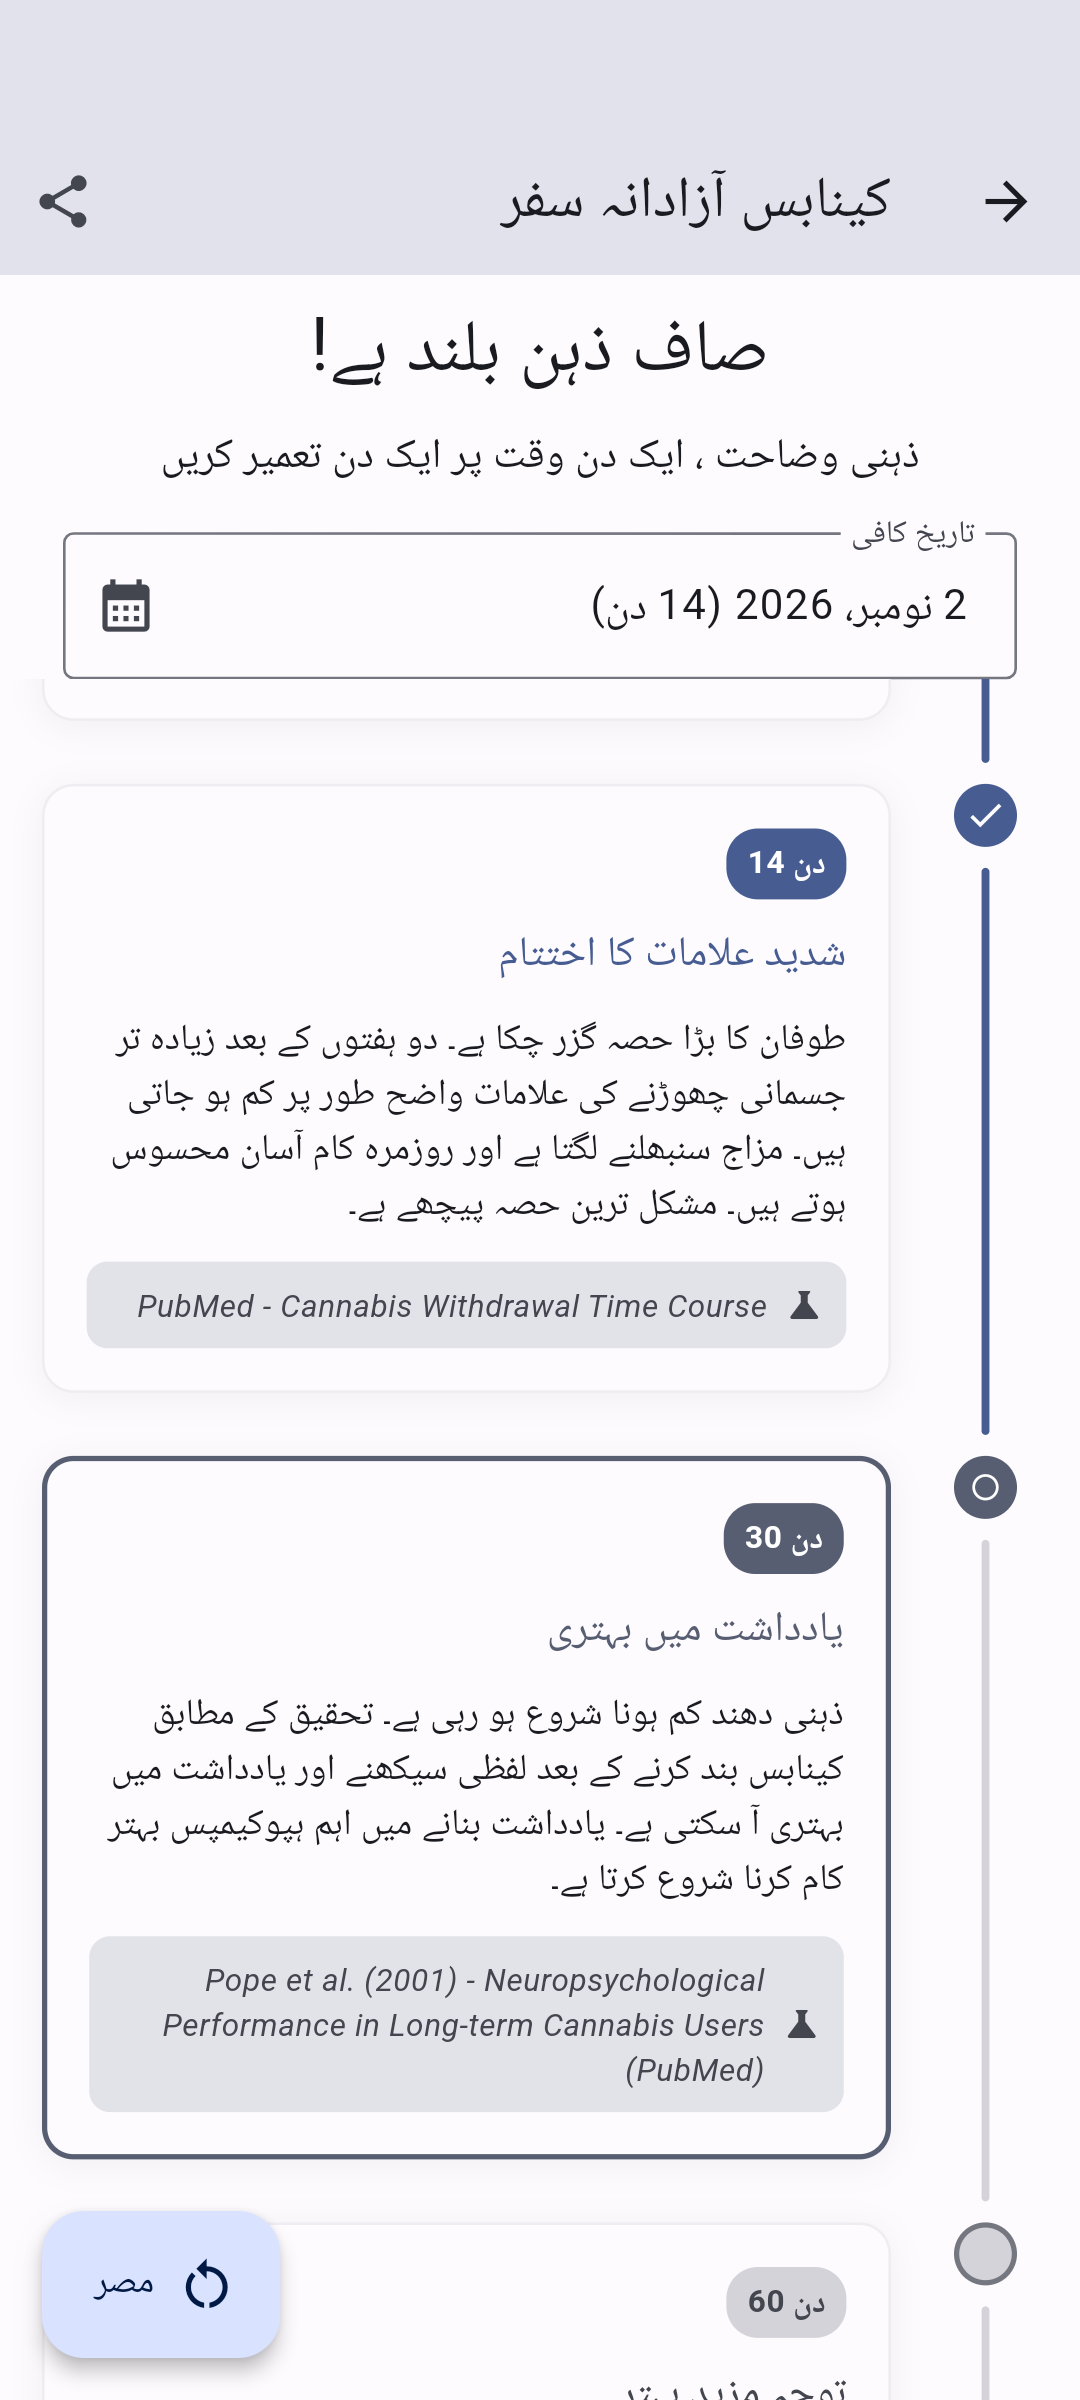 کینابس آزادانہ سفر
صاف ذہن بلند ہے!
ذہنی وضاحت ، ایک دن وقت پر ایک دن تعمیر کریں
تاریخ کافی
2 نومبر، 2026 (14 دن)
دن 14
شدید علامات کا اختتام
طوفان کا بڑا حصہ گزر چکا ہے۔ دو ہفتوں کے بعد زیادہ تر
جسمانی چھوڑنے کی علامات واضح طور پر کم ہو جاتی
ہیں۔ مزاج سنبھلنے لگتا ہے اور روزمرہ کام آسان محسوس
ہوتے ہیں۔ مشکل ترین حصہ پیچھے ہے۔
PubMed - Cannabis Withdrawal Time Course
دن 30
یادداشت میں بہتری
ذہنی دھند کم ہونا شروع ہو رہی ہے۔ تحقیق کے مطابق
کینابس بند کرنے کے بعد لفظی سیکھنے اور یادداشت میں
بہتری آ سکتی ہے۔ یادداشت بنانے میں اہم ہپوکیمپس بہتر
کام کرنا شروع کرتا ہے۔
Pope et al. (2001) - Neuropsychological
Performance in Long-term Cannabis Users
(PubMed)
مصر
دن 60
توجہ مزید بہتر